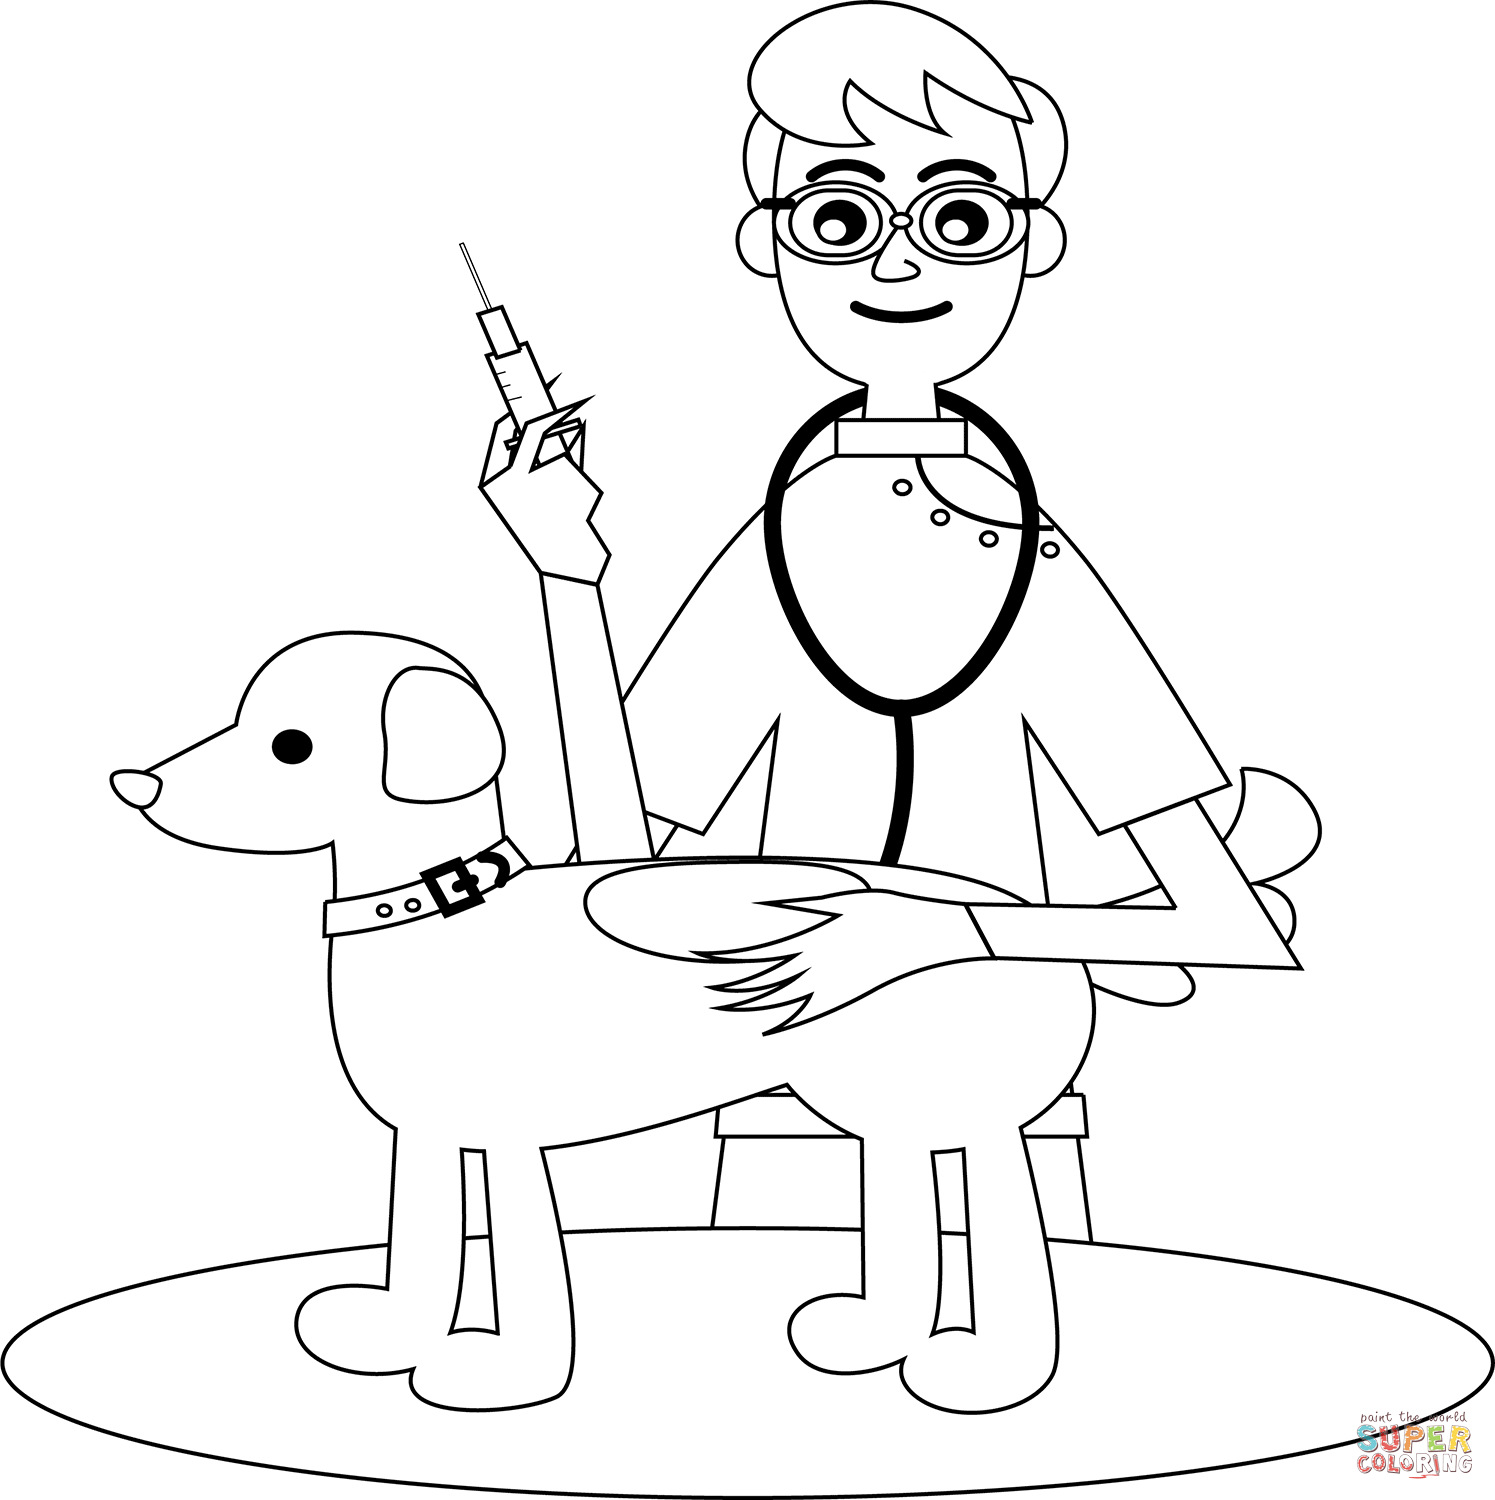 paint the world
SUPER
COLORING